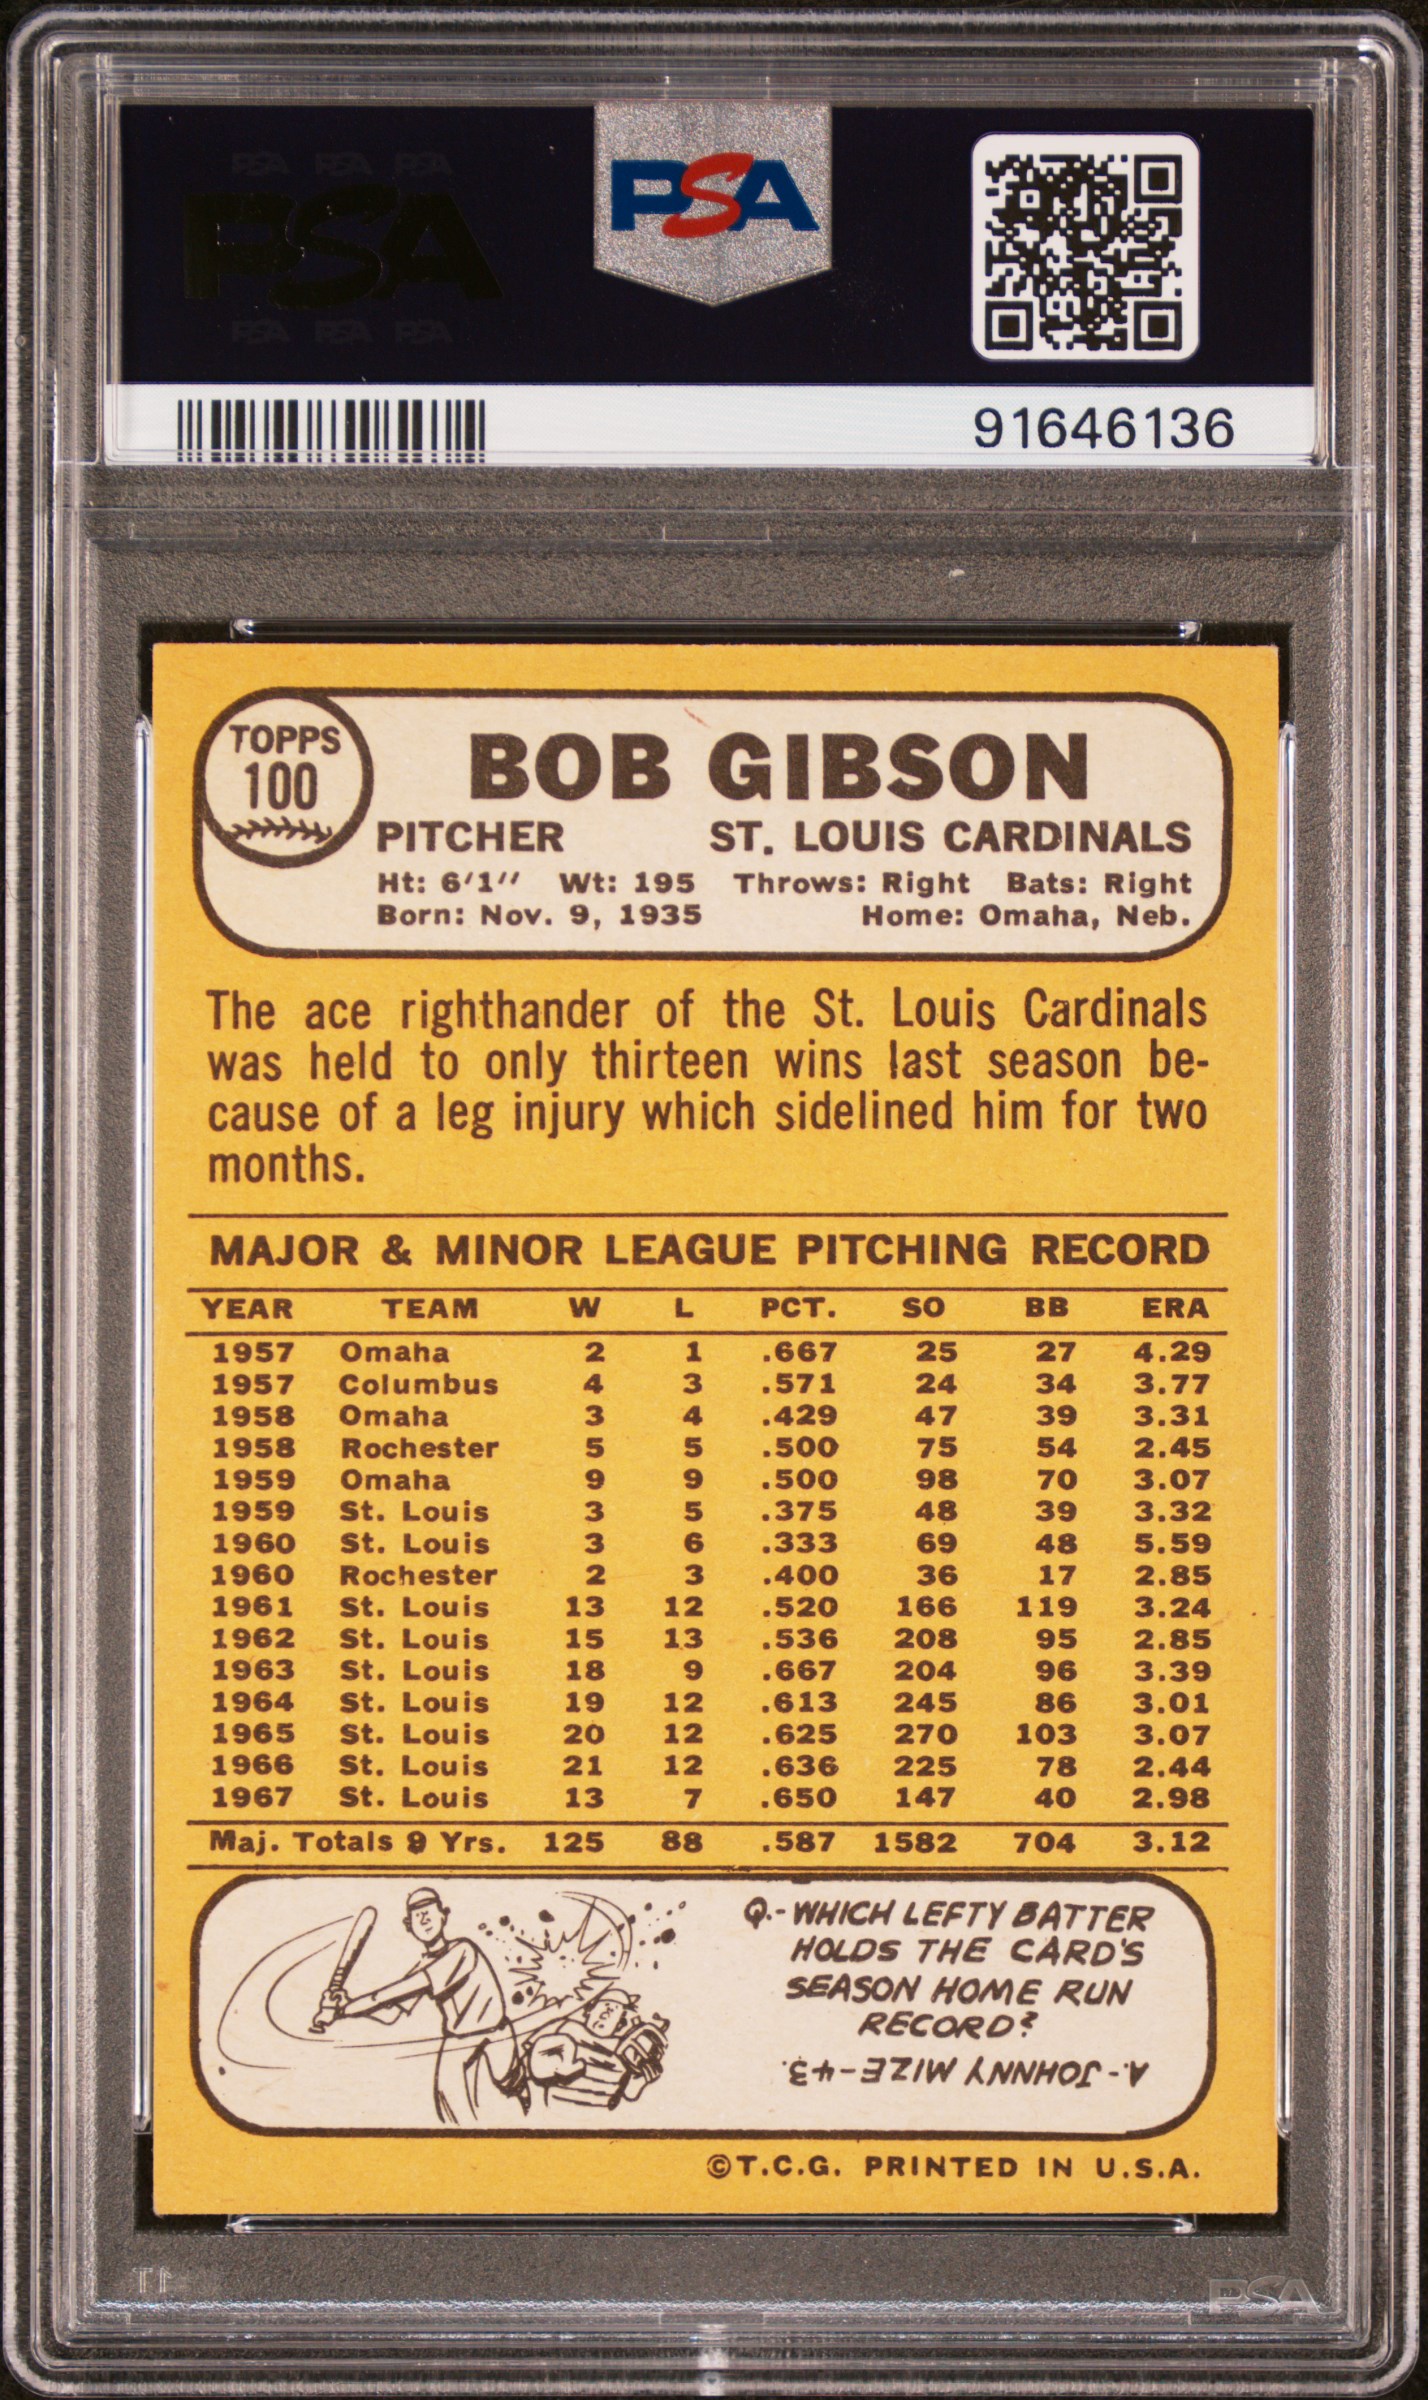 PSA PSA PSA
PSA
PSA PSA PSA
PSA
91646136
TOPPS
100
BOB GIBSON
PITCHER ST. LOUIS CARDINALS
Ht: 6'1" Wt: 195 Throws: Right Bats: Right
Born: Nov. 9, 1935 Home: Omaha, Neb.
The ace righthander of the St. Louis Cardinals
was held to only thirteen wins last season be-
cause of a leg injury which sidelined him for two
months.
MAJOR & MINOR LEAGUE PITCHING RECORD
YEAR TEAM W L PCT. SO BB ERA
1957 Omaha 2 1 .667 25 27 4.29
1957 Columbus 4 3 .571 24 34 3.77
1958 Omaha 3 4 .429 47 39 3.31
1958 Rochester 5 5 .500 75 54 2.45
1959 Omaha 9 9 .500 98 70 3.07
1959 St. Louis 3 5 .375 48 39 3.32
1960 St. Louis 3 6 .333 69 48 5.59
1960 Rochester 2 3 .400 36 17 2.85
1961 St. Louis 13 12 .520 166 119 3.24
1962 St. Louis 15 13 .536 208 95 2.85
1963 St. Louis 18 9 .667 204 96 3.39
1964 St. Louis 19 12 .613 245 86 3.01
1965 St. Louis 20 12 .625 270 103 3.07
1966 St. Louis 21 12 .636 225 78 2.44
1967 St. Louis 13 7 .650 147 40 2.98
Maj. Totals 9 Yrs. 125 88 .587 1582 704 3.12
Q.- WHICH LEFTY BATTER
HOLDS THE CARD'S
SEASON HOME RUN
RECORD?
A.- JOHNNY MIZE-43.
©T.C.G. PRINTED IN U.S.A.
PSA